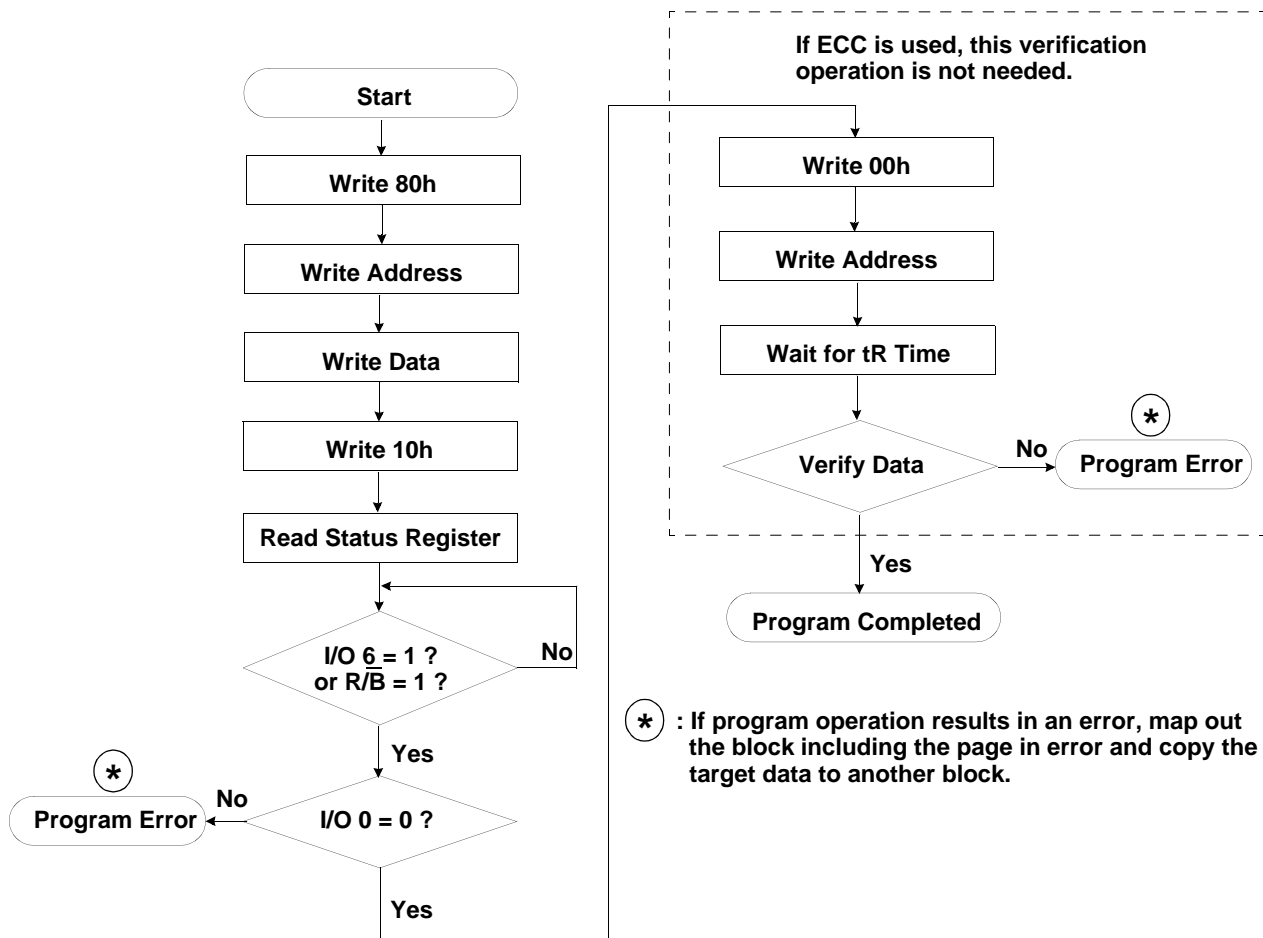 Start
Write 80h
Write Address
Write Data
Write 10h
Read Status Register
I/O 6 = 1 ?
or R/B̅ = 1 ?
No
Yes
*
No
Program Error
I/O 0 = 0 ?
Yes
If ECC is used, this verification
operation is not needed.
Write 00h
Write Address
Wait for tR Time
*
Verify Data
No
Program Error
Yes
Program Completed
* : If program operation results in an error, map out
the block including the page in error and copy the
target data to another block.